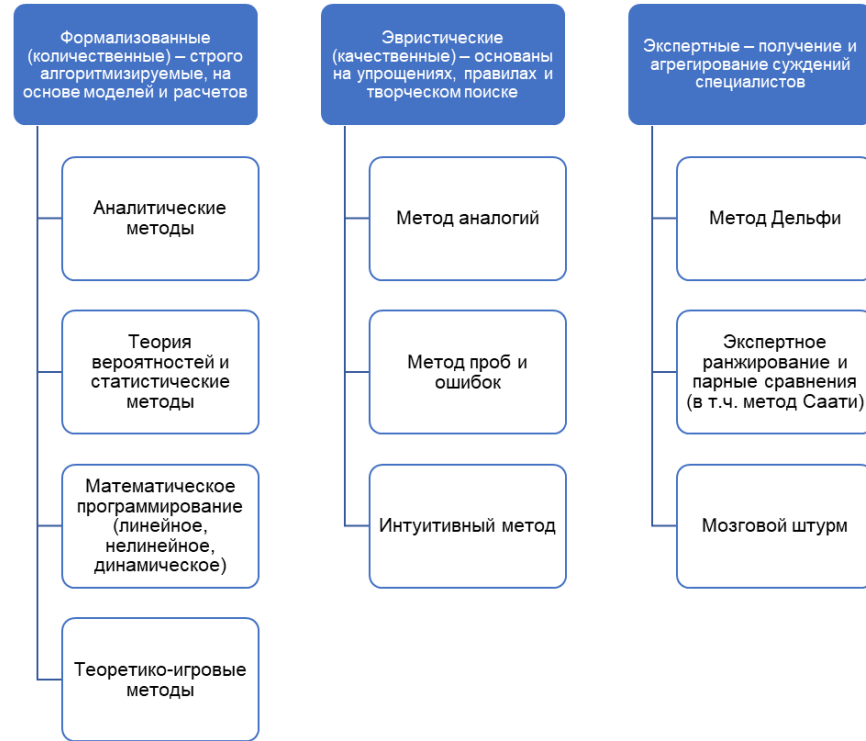 Формализованные
(количественные) – строго
алгоритмизируемые, на
основе моделей и расчетов
Аналитические
методы
Теория
вероятностей и
статистические
методы
Математическое
программирование
(линейное,
нелинейное,
динамическое)
Теоретико-игровые
методы
Эвристические
(качественные) – основаны
на упрощениях, правилах и
творческом поиске
Метод аналогий
Метод проб и
ошибок
Интуитивный метод
Экспертные – получение и
агрегирование суждений
специалистов
Метод Дельфи
Экспертное
ранжирование и
парные сравнения
(в т.ч. метод Саати)
Мозговой штурм